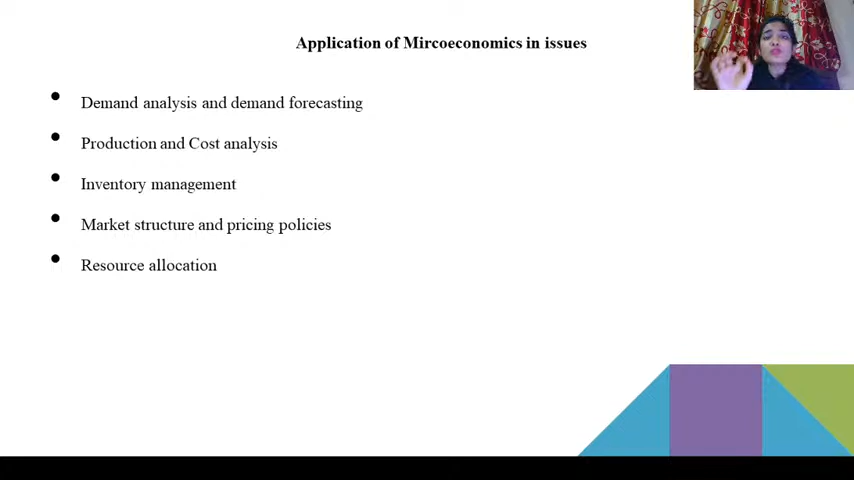 Application of Mircoeconomics in issues
• Demand analysis and demand forecasting
• Production and Cost analysis
• Inventory management
• Market structure and pricing policies
• Resource allocation